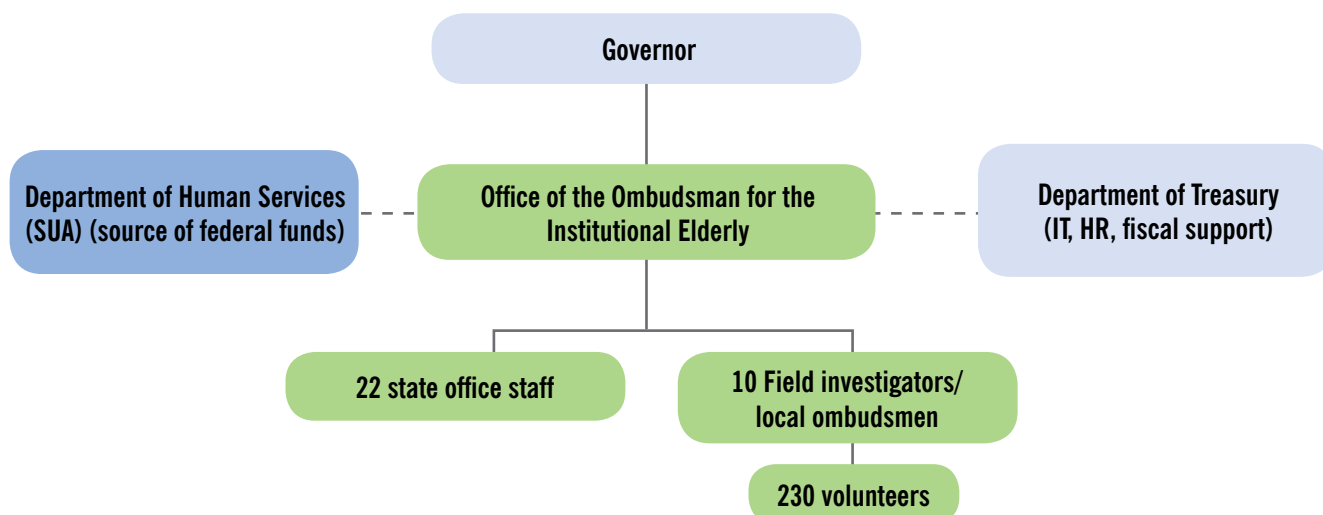 Governor
Department of Human Services
(SUA) (source of federal funds)
Office of the Ombudsman for the
Institutional Elderly
Department of Treasury
(IT, HR, fiscal support)
22 state office staff
10 Field investigators/
local ombudsmen
230 volunteers